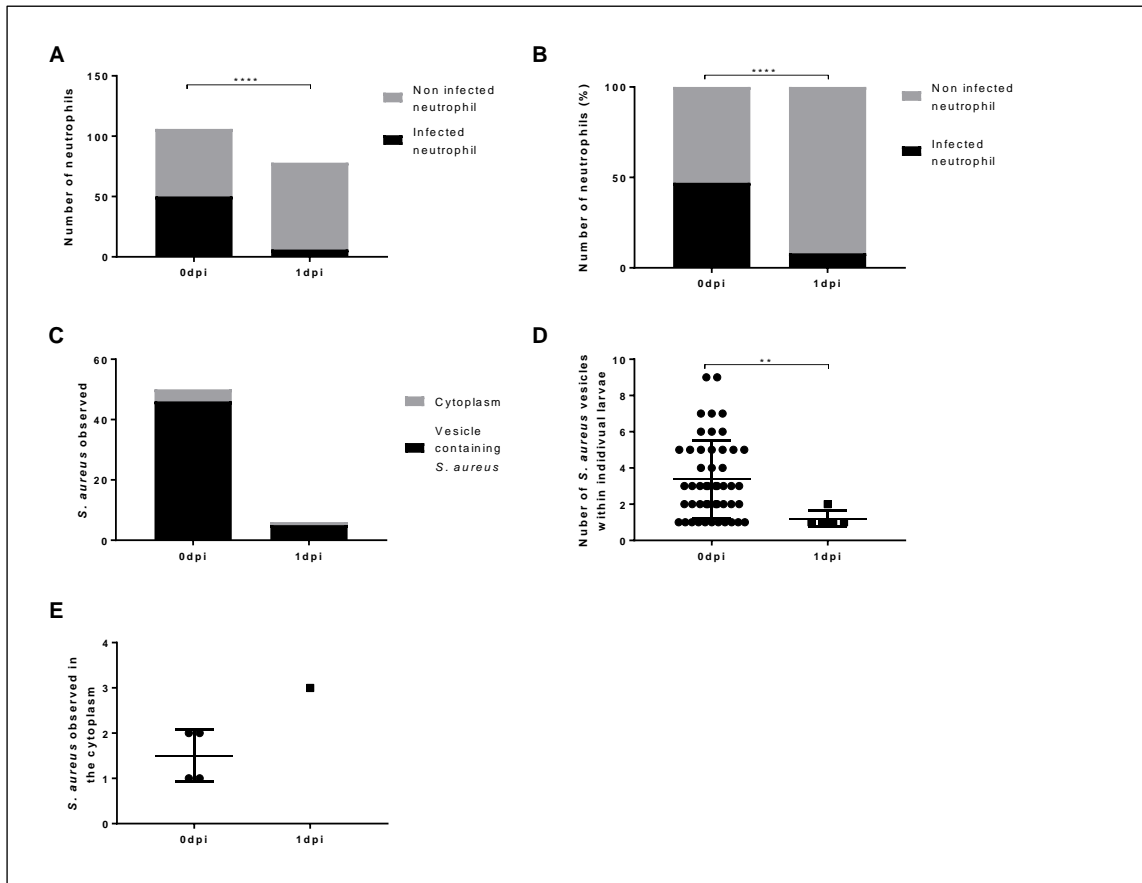 A
Number of neutrophils
150
100
50
0
****
0dpi
1dpi
Non infected
neutrophil
Infected
neutrophil
B
Number of neutrophils (%)
100
50
0
****
0dpi
1dpi
Non infected
neutrophil
Infected
neutrophil
C
S. aureus observed
60
40
20
0
0dpi
1dpi
Cytoplasm
Vesicle
containing
S. aureus
D
Nuber of S. aureus vesicles
within indidivual larvae
10
8
6
4
2
0
**
0dpi
1dpi
E
S. aureus observed in
the cytoplasm
4
3
2
1
0
0dpi
1dpi